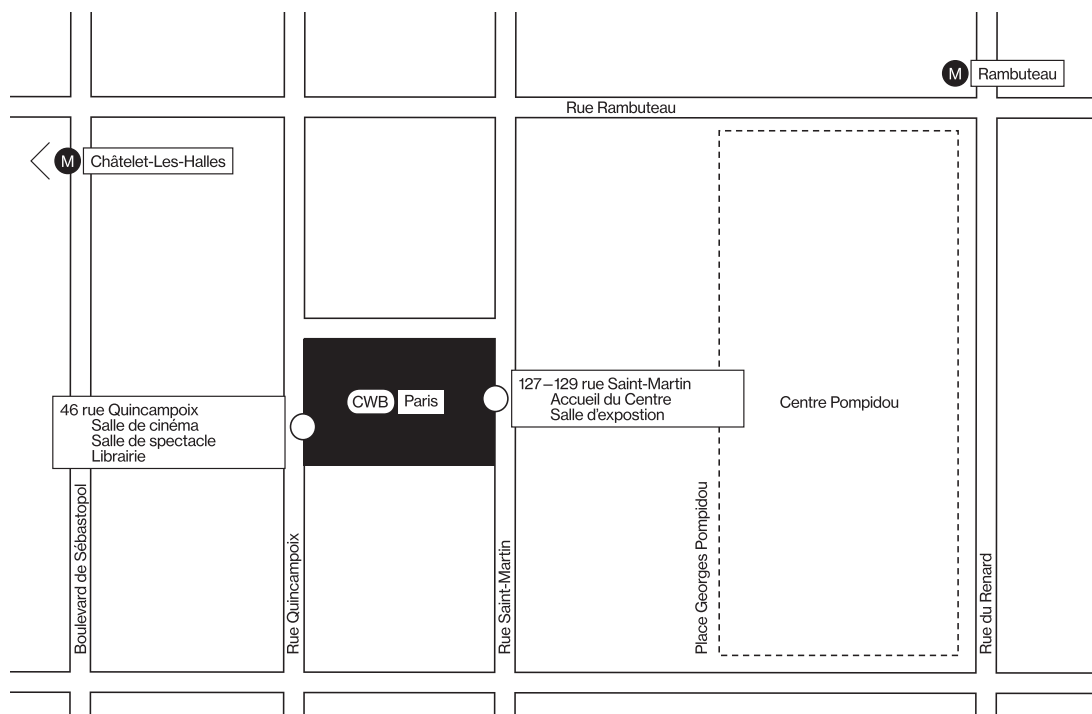 M Rambuteau
Rue Rambuteau
M Châtelet-Les-Halles
127–129 rue Saint-Martin
Accueil du Centre
Salle d'expostion
CWB Paris
Centre Pompidou
46 rue Quincampoix
Salle de cinéma
Salle de spectacle
Librairie
Boulevard de Sébastopol
Rue Quincampoix
Rue Saint-Martin
Place Georges Pompidou
Rue du Renard